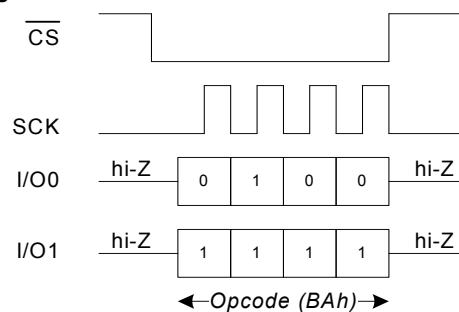 CS
SCK
hi-Z hi-Z
I/O0 0 1 0 0
hi-Z hi-Z
I/O1 1 1 1 1
Opcode (BAh)